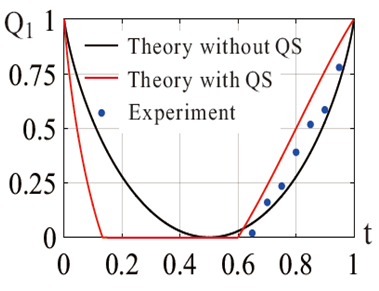 Q1
1
0.75
0.5
0.25
0
Theory without QS
Theory with QS
Experiment
t
0 0.2 0.4 0.6 0.8 1